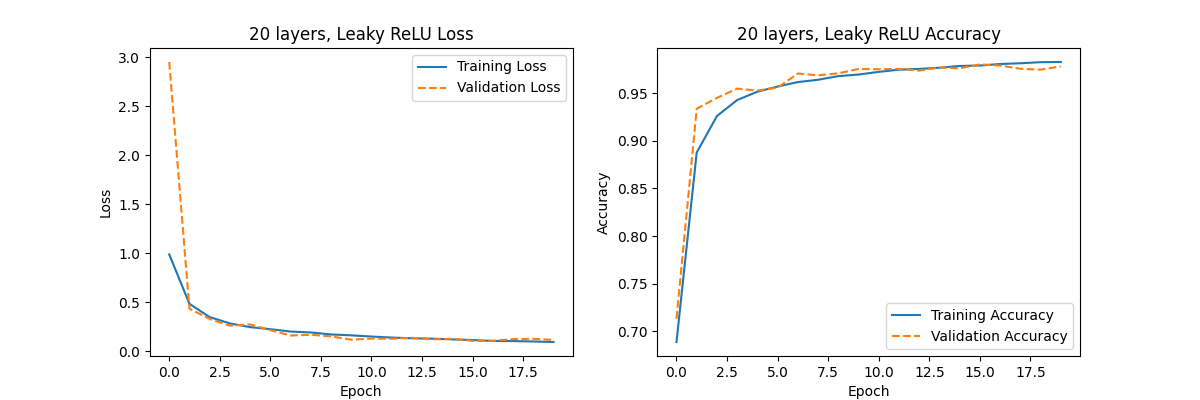 20 layers, Leaky ReLU Loss
3.0
2.5
2.0
1.5
1.0
0.5
0.0
Loss
Training Loss
Validation Loss
0.0 2.5 5.0 7.5 10.0 12.5 15.0 17.5
Epoch
20 layers, Leaky ReLU Accuracy
0.95
0.90
0.85
0.80
0.75
0.70
Accuracy
Training Accuracy
Validation Accuracy
0.0 2.5 5.0 7.5 10.0 12.5 15.0 17.5
Epoch